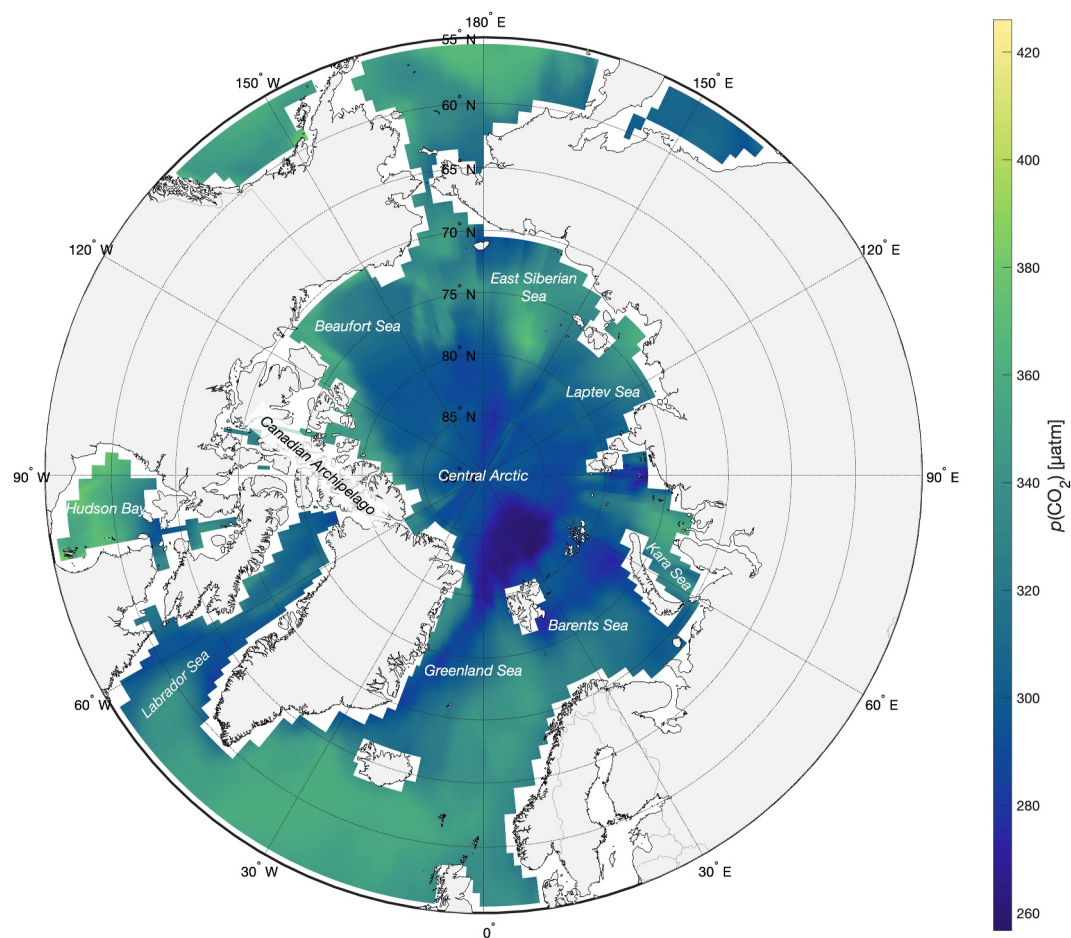 180° E
55° N
150° W
150° E
60° N
65° N
70° N
120° W
120° E
75° N
East Siberian
Sea
Beaufort Sea
80° N
Laptev Sea
85° N
Canadian Archipelago
Central Arctic
90° W
90° E
Hudson Bay
Kara Sea
Barents Sea
Greenland Sea
Labrador Sea
60° W
60° E
30° W
30° E
0°
420
400
380
360
340
320
300
280
260
p(CO2) [μatm]